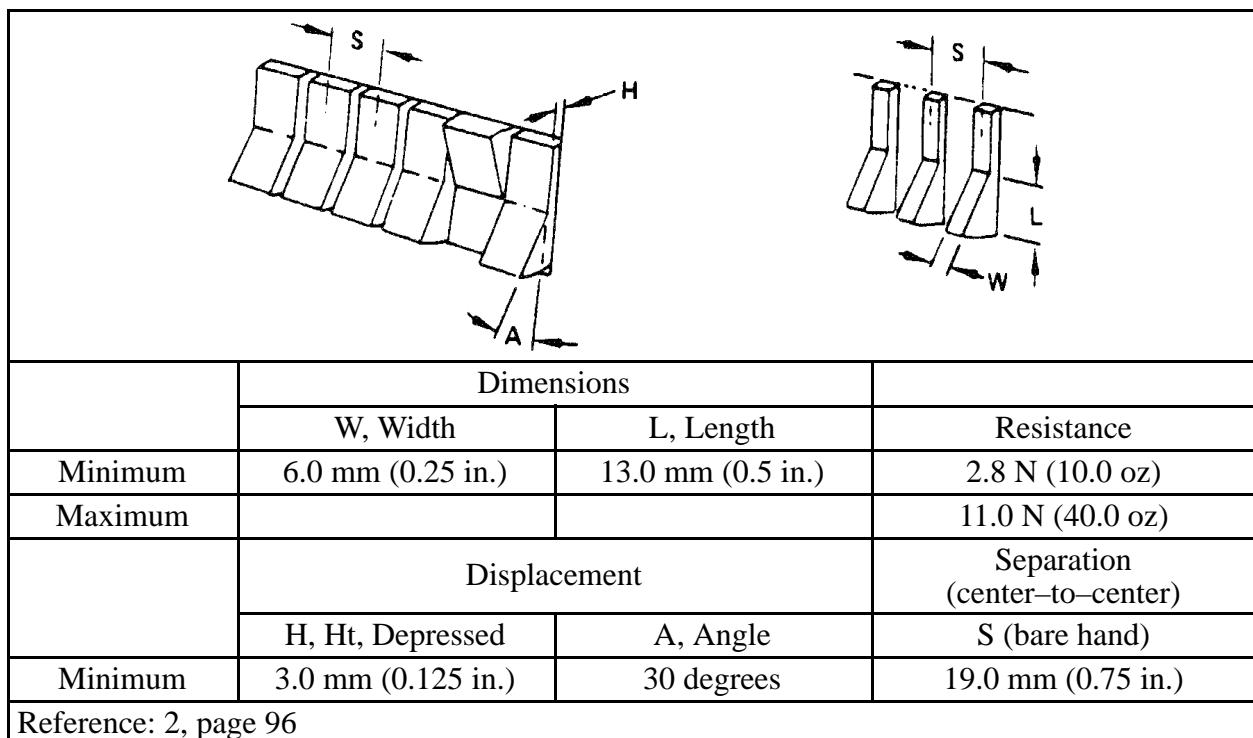 S
H
A
S
L
W
Dimensions
W, Width L, Length Resistance
Minimum 6.0 mm (0.25 in.) 13.0 mm (0.5 in.) 2.8 N (10.0 oz)
Maximum 11.0 N (40.0 oz)
Displacement Separation
(center–to–center)
H, Ht, Depressed A, Angle S (bare hand)
Minimum 3.0 mm (0.125 in.) 30 degrees 19.0 mm (0.75 in.)
Reference: 2, page 96